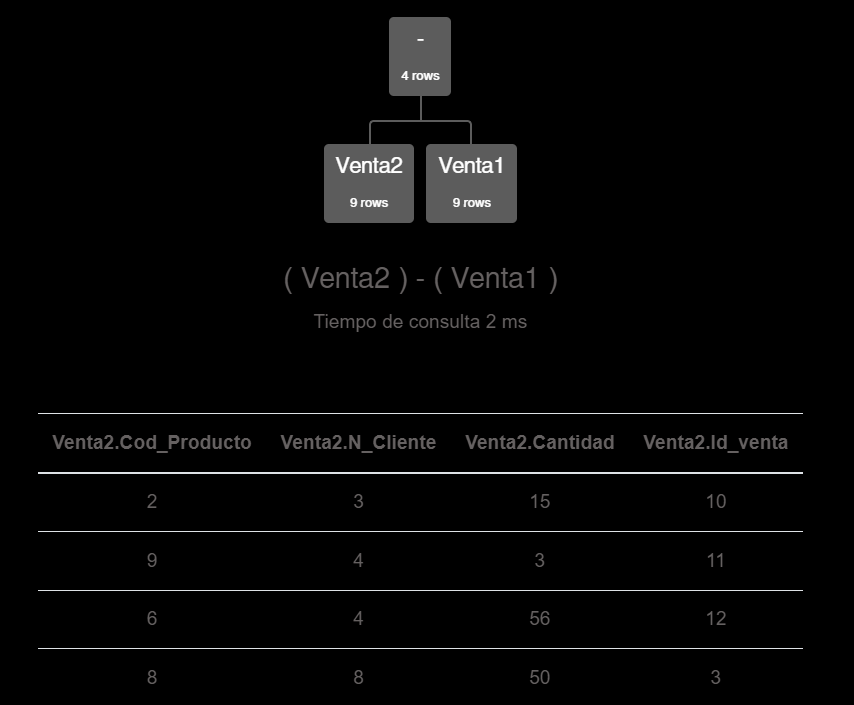 -
4 rows
Venta2 Venta1
9 rows 9 rows
( Venta2 ) - ( Venta1 )
Tiempo de consulta 2 ms
Venta2.Cod_Producto Venta2.N_Cliente Venta2.Cantidad Venta2.Id_venta
2 3 15 10
9 4 3 11
6 4 56 12
8 8 50 3